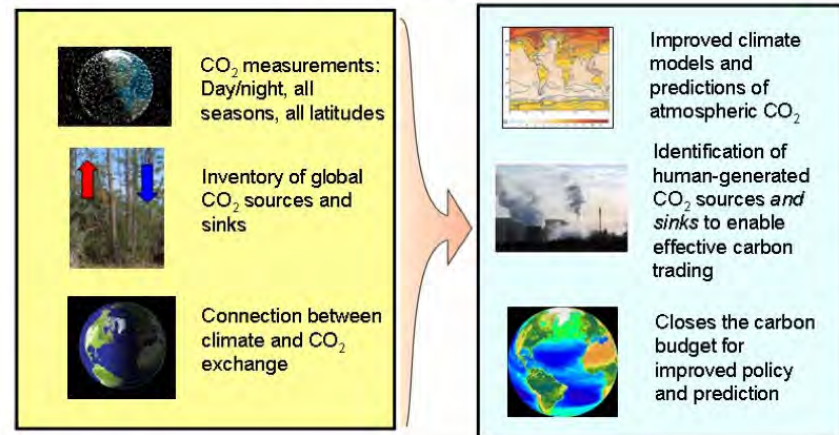 CO₂ measurements:
Day/night, all
seasons, all latitudes
Inventory of global
CO₂ sources and
sinks
Connection between
climate and CO₂
exchange
Improved climate
models and
predictions of
atmospheric CO₂
Identification of
human-generated
CO₂ sources and
sinks to enable
effective carbon
trading
Closes the carbon
budget for
improved policy
and prediction